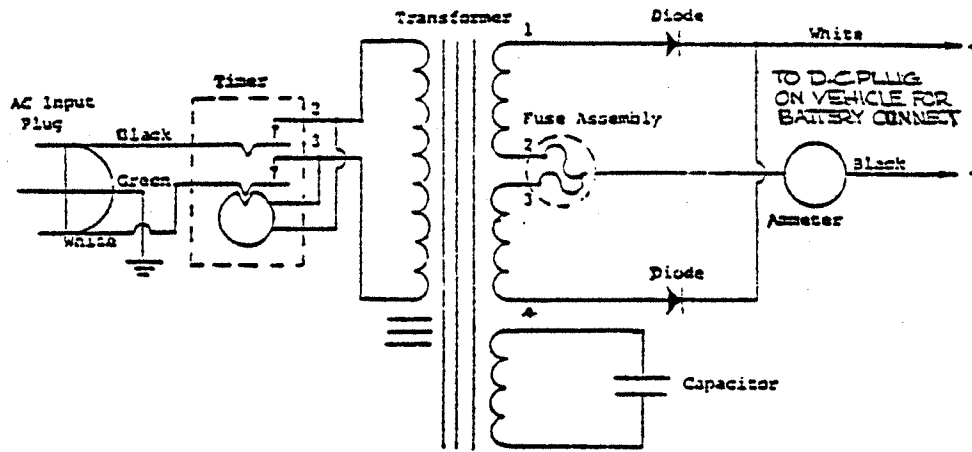 Transformer
1
Diode
White
Timer
TO D.C PLUG
ON VEHICLE FOR
BATTERY CONNECT
AC Input
Plug
2
Fuse Assembly
Black
3
2
Black
Green
3
Ammeter
White
Diode
4
Capacitor